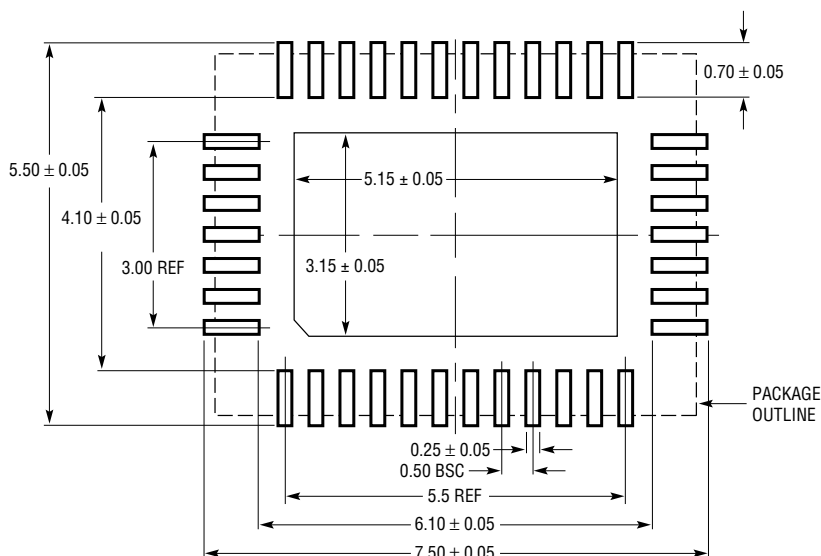 0.70 ± 0.05
5.50 ± 0.05
5.15 ± 0.05
4.10 ± 0.05
3.00 REF
3.15 ± 0.05
PACKAGE
OUTLINE
0.25 ± 0.05
0.50 BSC
5.5 REF
6.10 ± 0.05
7.50 ± 0.05